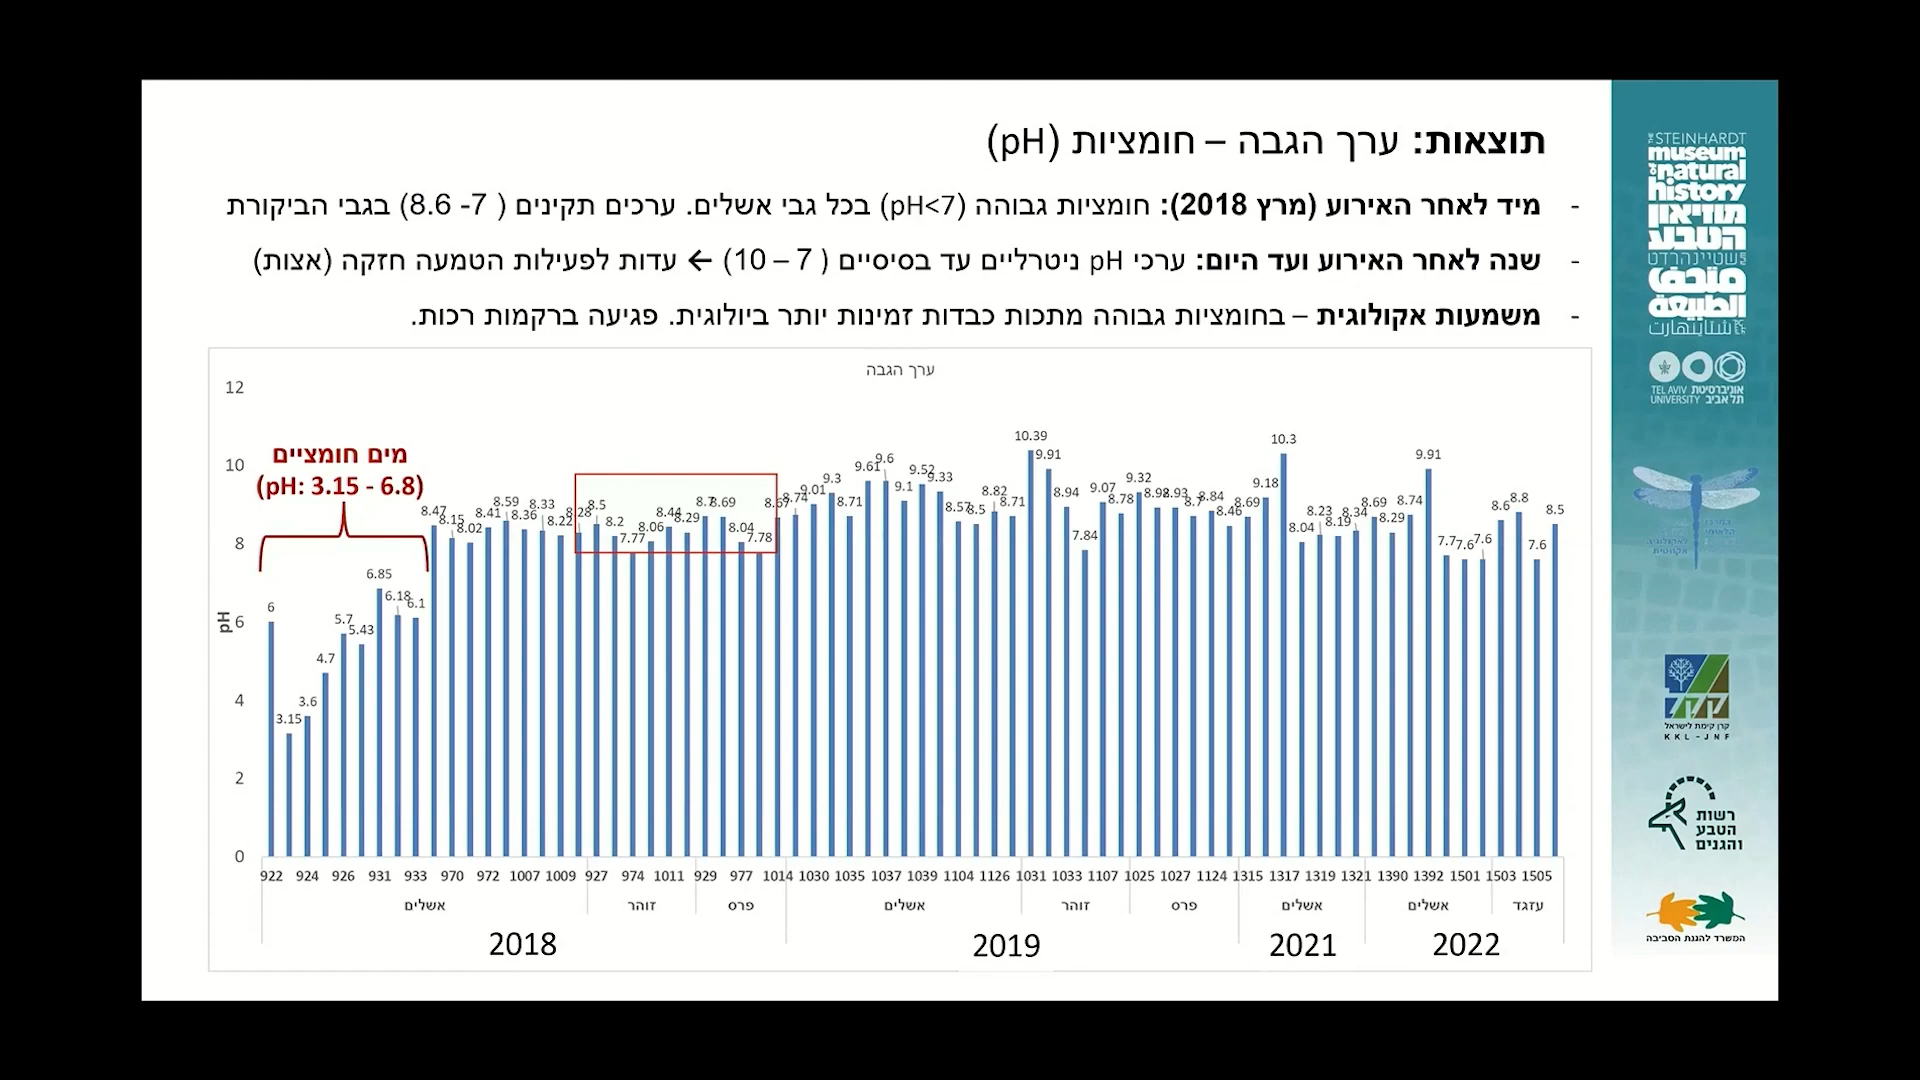 תוצאות: ערך הגבה – חומציות (pH)
- מיד לאחר האירוע (מרץ 2018): חומציות גבוהה (pH<7) בכל גבי אשלים. ערכים תקינים ( 7- 8.6) בגבי הביקורת
- שנה לאחר האירוע ועד היום: ערכי pH ניטרליים עד בסיסיים ( 7 – 10) ← עדות לפעילות הטמעה חזקה (אצות)
- משמעות אקולוגית – בחומציות גבוהה מתכות כבדות זמינות יותר ביולוגית. פגיעה ברקמות רכות.
ערך הגבה
מים חומציים
(pH: 3.15 - 6.8)
pH
12
10
8
6
4
2
0
6 3.15 3.6 4.7 5.7 5.43 6.85 6.18 6.1 8.47 8.15 8.02 8.41 8.59 8.36 8.33 8.22 8.28 8.5 8.2 7.77 8.06 8.44 8.29 8.7 8.69 8.04 7.78 8.67 8.74 9.01 9.3 8.71 9.61 9.6 9.1 9.52 9.33 8.57 8.5 8.82 8.71 10.39 9.91 8.94 7.84 9.07 8.78 9.32 8.92 8.93 8.7 8.84 8.46 8.69 9.18 10.3 8.04 8.23 8.19 8.34 8.69 8.29 8.74 9.91 7.7 7.6 7.6 8.6 8.8 7.6 8.5
922 924 926 931 933 970 972 1007 1009 927 974 1011 929 977 1014 1030 1035 1037 1039 1104 1126 1031 1033 1107 1025 1027 1124 1315 1317 1319 1321 1390 1392 1501 1503 1505
אשלים זוהר פרס אשלים זוהר פרס אשלים אשלים עזגד
2018 2019 2021 2022
THE STEINHARDT
museum
of natural
history
מוזיאון
הטבע
שטיינהרדט
متحف
الطبيعة
شتاينهارت
TEL AVIV אוניברסיטת
UNIVERSITY תל אביב
המרכז
הלאומי
לאקולוגיה
אקווטית
קק"ל
קרן קימת לישראל
KKL-JNF
רשות
הטבע
והגנים
המשרד להגנת הסביבה